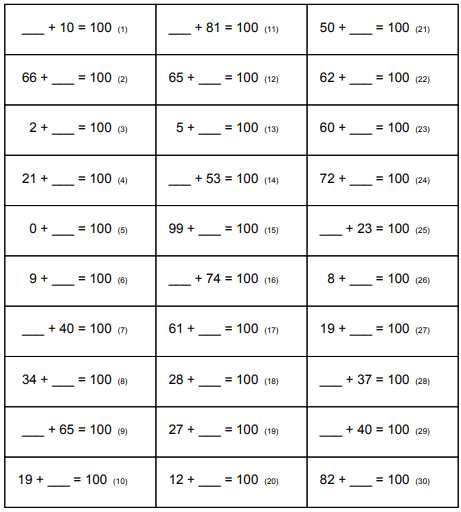 ___ + 10 = 100 (1) ___ + 81 = 100 (11) 50 + ___ = 100 (21)
66 + ___ = 100 (2) 65 + ___ = 100 (12) 62 + ___ = 100 (22)
2 + ___ = 100 (3) 5 + ___ = 100 (13) 60 + ___ = 100 (23)
21 + ___ = 100 (4) ___ + 53 = 100 (14) 72 + ___ = 100 (24)
0 + ___ = 100 (5) 99 + ___ = 100 (15) ___ + 23 = 100 (25)
9 + ___ = 100 (6) ___ + 74 = 100 (16) 8 + ___ = 100 (26)
___ + 40 = 100 (7) 61 + ___ = 100 (17) 19 + ___ = 100 (27)
34 + ___ = 100 (8) 28 + ___ = 100 (18) ___ + 37 = 100 (28)
___ + 65 = 100 (9) 27 + ___ = 100 (19) ___ + 40 = 100 (29)
19 + ___ = 100 (10) 12 + ___ = 100 (20) 82 + ___ = 100 (30)